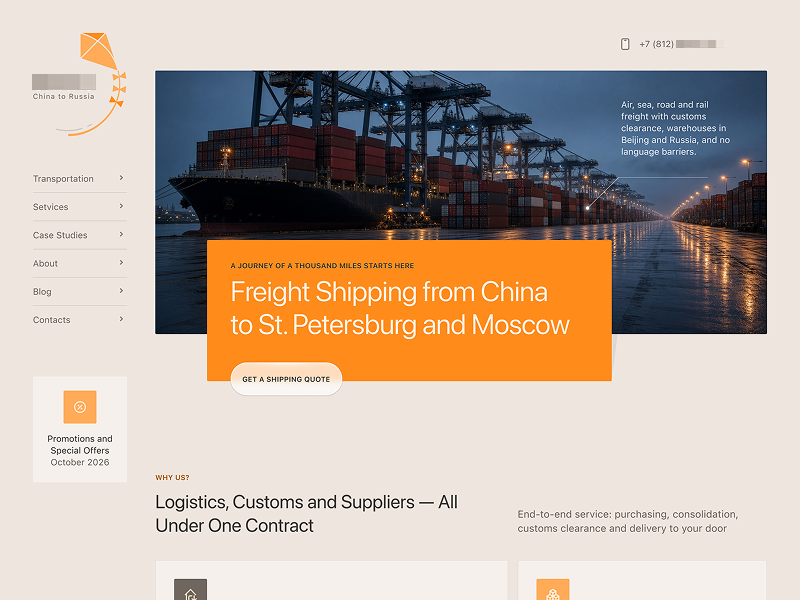 +7 (812)
China to Russia
Transportation
Setvices
Case Studies
About
Blog
Contacts
Promotions and
Special Offers
October 2026
Air, sea, road and rail
freight with customs
clearance, warehouses in
Beijing and Russia, and no
language barriers.
A JOURNEY OF A THOUSAND MILES STARTS HERE
Freight Shipping from China
to St. Petersburg and Moscow
GET A SHIPPING QUOTE
WHY US?
Logistics, Customs and Suppliers — All
Under One Contract
End-to-end service: purchasing, consolidation,
customs clearance and delivery to your door